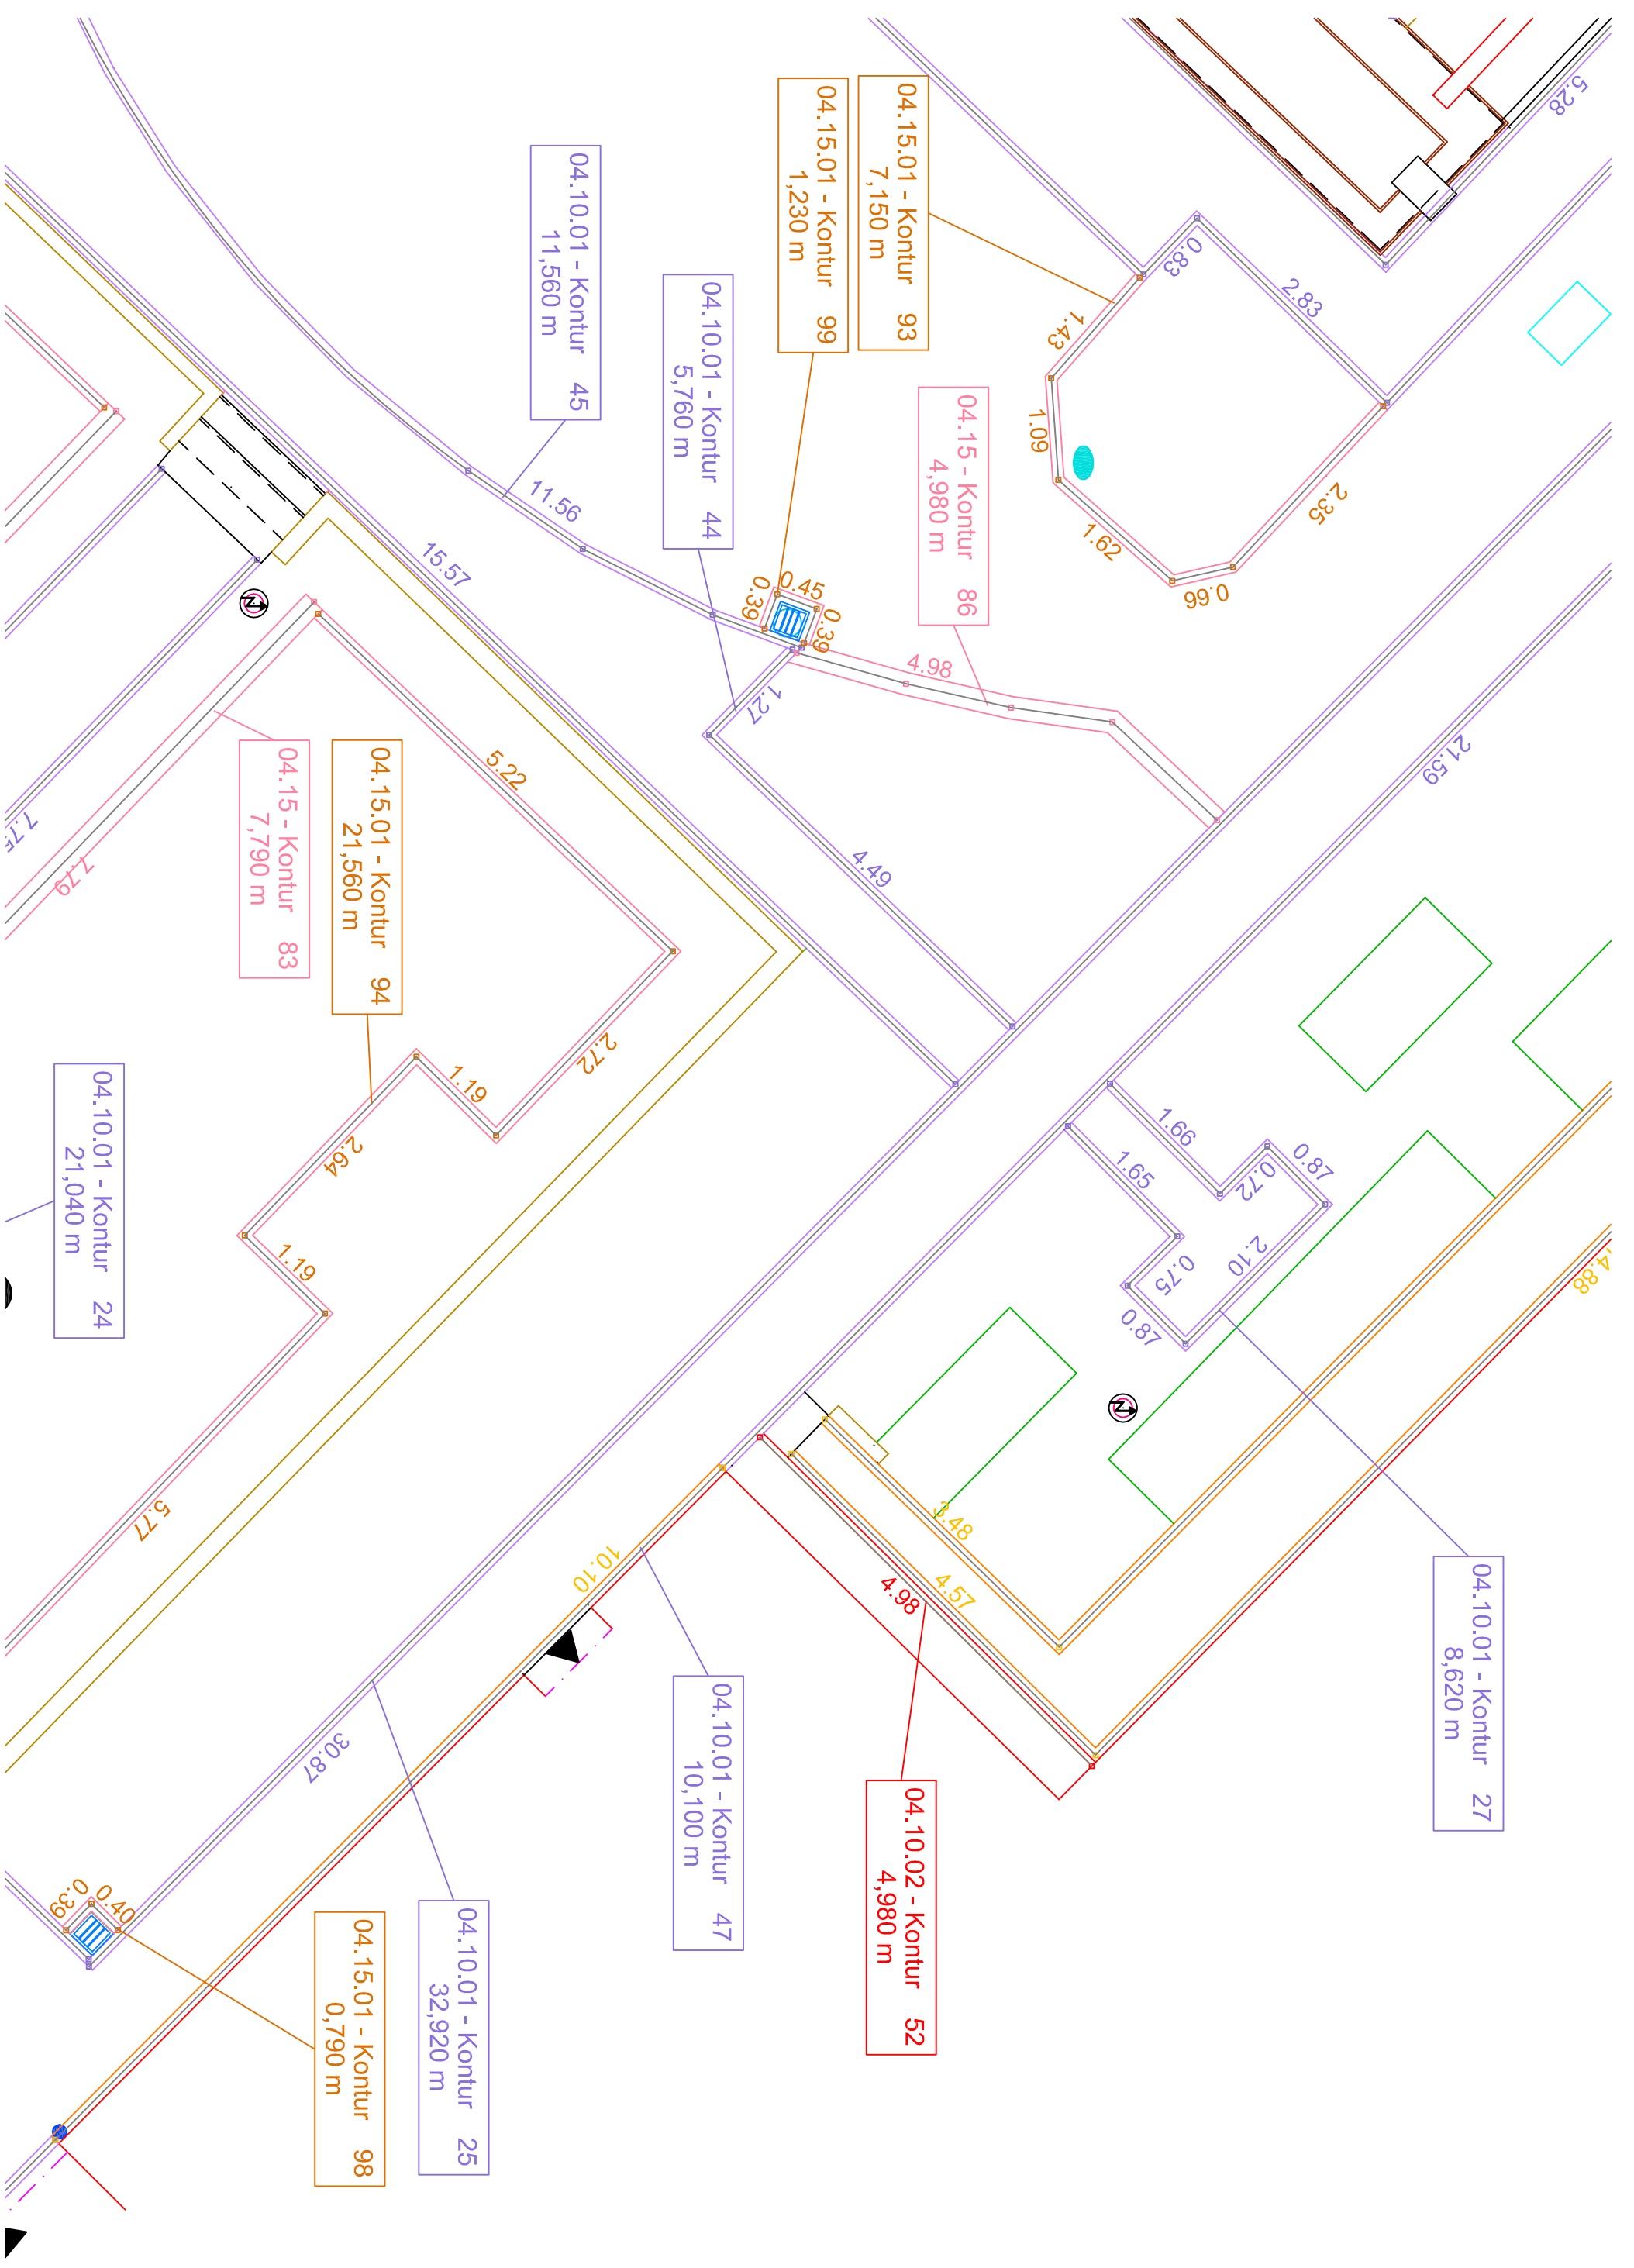 04.15.01 - Kontur 93
7,150 m
04.15.01 - Kontur 99
1,230 m
04.10.01 - Kontur 45
11,560 m
04.10.01 - Kontur 44
5,760 m
04.15 - Kontur 86
4,980 m
04.15 - Kontur 83
7,790 m
04.15.01 - Kontur 94
21,560 m
04.10.01 - Kontur 24
21,040 m
04.10.01 - Kontur 27
8,620 m
04.10.01 - Kontur 47
10,100 m
04.10.02 - Kontur 52
4,980 m
04.10.01 - Kontur 25
32,920 m
04.15.01 - Kontur 98
0,790 m
5.28
0.83
2.83
1.43
1.09
1.62
0.66
2.35
11.56
15.57
0.45
0.39
0.39
4.98
1.27
4.49
21.59
5.22
2.72
1.19
2.64
1.19
5.77
7.79
1.66
1.65
0.72
0.87
2.10
0.75
0.87
3.48
4.57
4.98
10.10
30.87
0.39
0.40
N
N